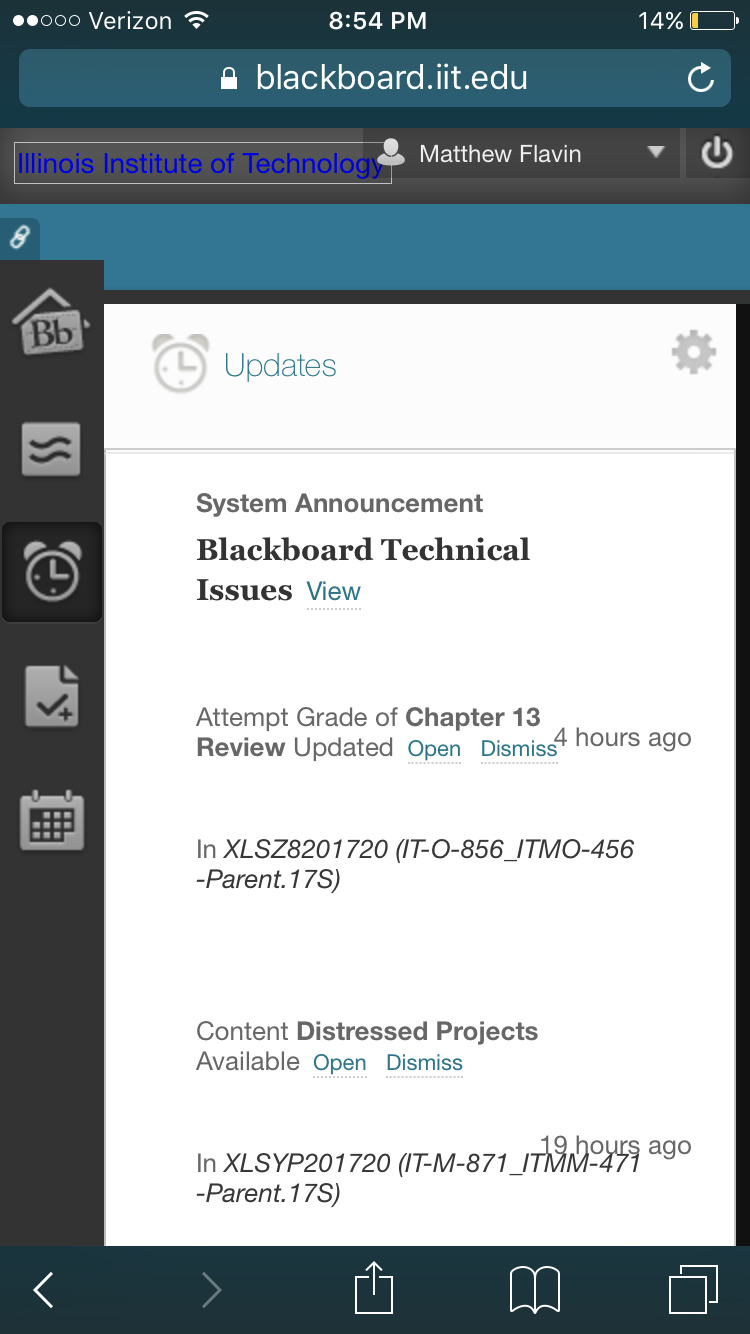 Verizon 8:54 PM 14%
blackboard.iit.edu
Illinois Institute of Technology Matthew Flavin
Bb
Updates
System Announcement
Blackboard Technical
Issues View
Attempt Grade of Chapter 13
Review Updated Open Dismiss 4 hours ago
In XLSZ8201720 (IT-O-856_ITMO-456
-Parent.17S)
Content Distressed Projects
Available Open Dismiss
19 hours ago
In XLSYP201720 (IT-M-871_ITMM-471
-Parent.17S)